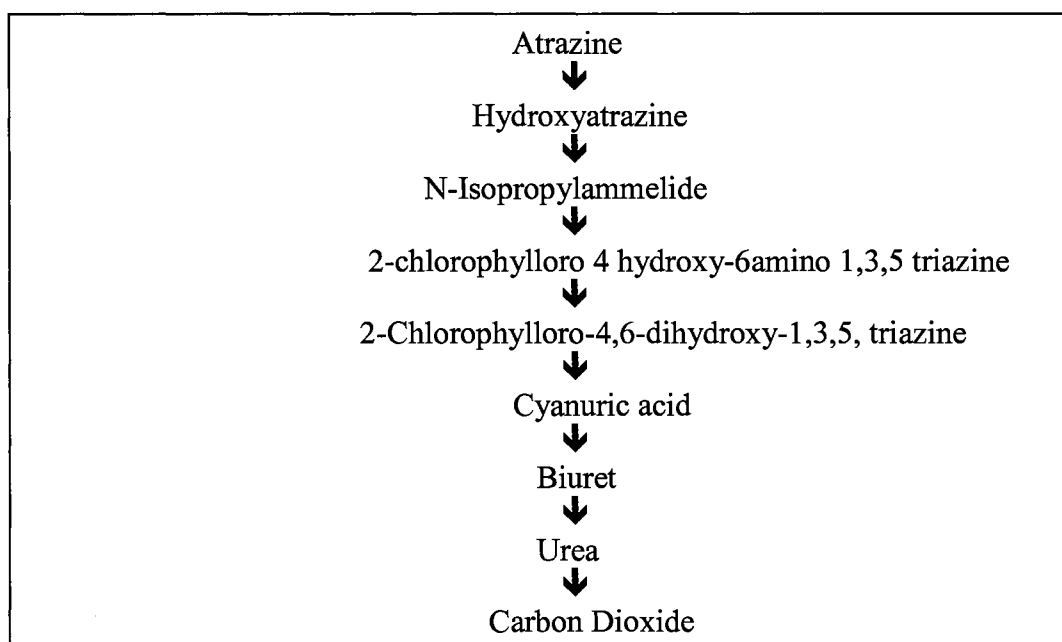 Atrazine
Hydroxyatrazine
N-Isopropylammelide
2-chlorophylloro 4 hydroxy-6amino 1,3,5 triazine
2-Chlorophylloro-4,6-dihydroxy-1,3,5, triazine
Cyanuric acid
Biuret
Urea
Carbon Dioxide